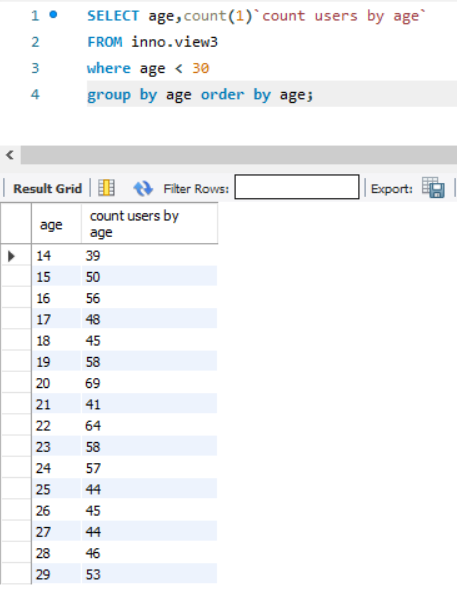 1 SELECT age,count(1)`count users by age`
2 FROM inno.view3
3 where age < 30
4 group by age order by age;
Result Grid Filter Rows: Export:
age count users by
age
14 39
15 50
16 56
17 48
18 45
19 58
20 69
21 41
22 64
23 58
24 57
25 44
26 45
27 44
28 46
29 53